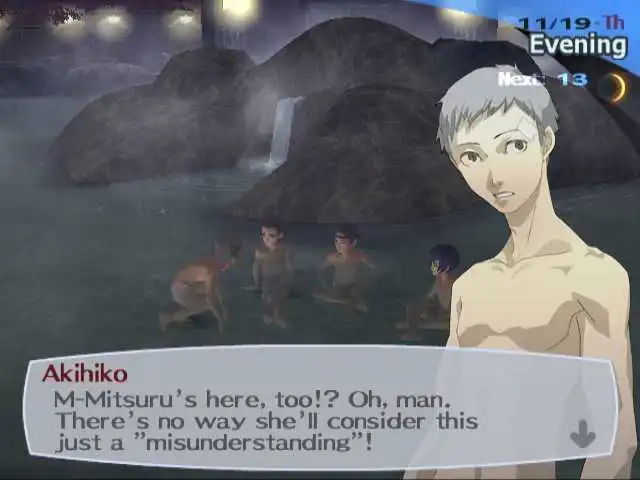 11/19 Th
Evening
Next: 13
Akihiko
M-Mitsuru's here, too!? Oh, man.
There's no way she'll consider this
just a "misunderstanding"!